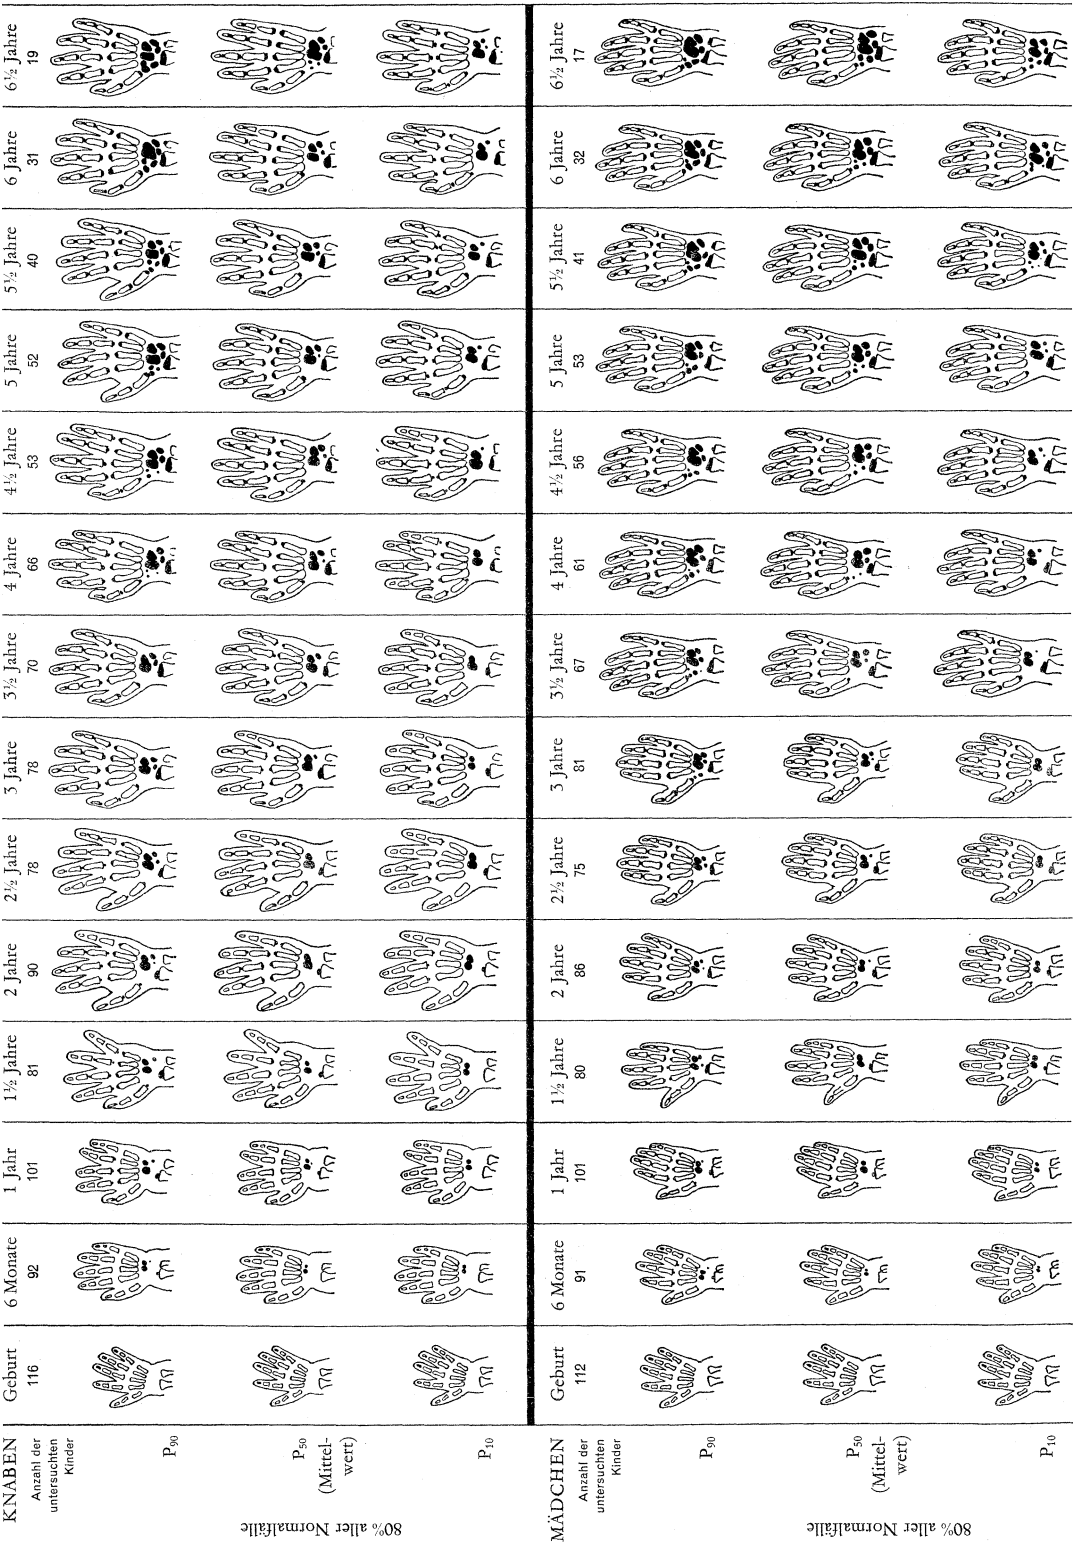 KNABEN
Anzahl der
untersuchten
Kinder
Geburt
116
6 Monate
92
1 Jahr
101
1½ Jahre
81
2 Jahre
90
2½ Jahre
78
3 Jahre
78
3½ Jahre
70
4 Jahre
66
4½ Jahre
53
5 Jahre
52
5½ Jahre
40
6 Jahre
31
6½ Jahre
19
P₉₀
P₅₀
(Mittel-
wert)
P₁₀
80% aller Normalfälle
MÄDCHEN
Anzahl der
untersuchten
Kinder
Geburt
112
6 Monate
91
1 Jahr
101
1½ Jahre
80
2 Jahre
86
2½ Jahre
75
3 Jahre
81
3½ Jahre
67
4 Jahre
61
4½ Jahre
56
5 Jahre
53
5½ Jahre
41
6 Jahre
32
6½ Jahre
17
P₉₀
P₅₀
(Mittel-
wert)
P₁₀
80% aller Normalfälle